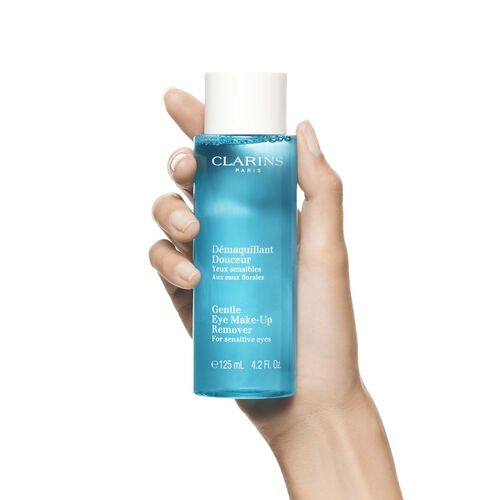 CLARINS
PARIS
Démaquillant
Douceur
Yeux sensibles
Aux eaux florales
Gentle
Eye Make-Up
Remover
For sensitive eyes
℮125 mL 4.2 Fl. Oz.